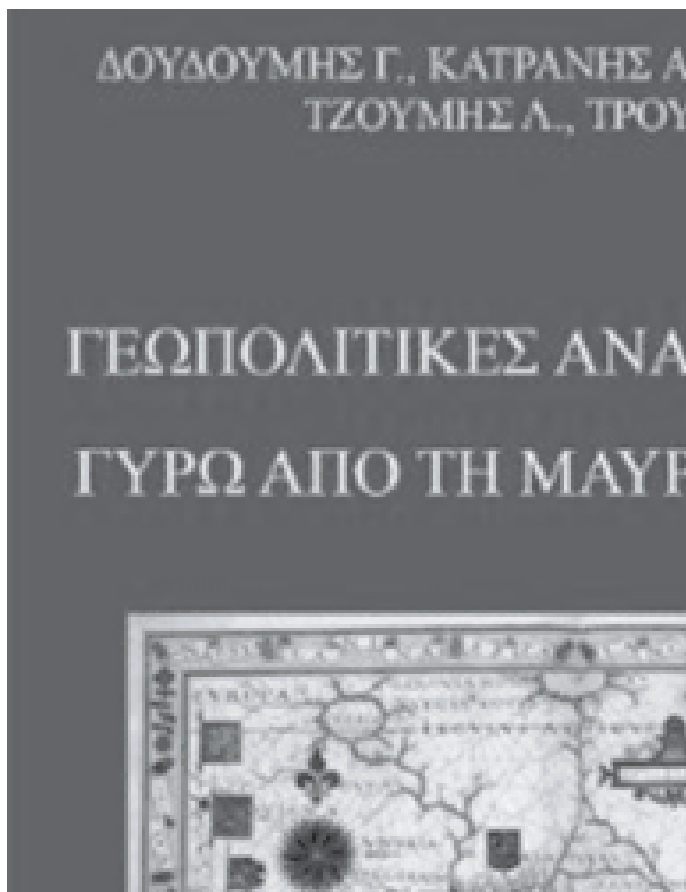 ΔΟΥΔΟΥΜΗΣ Γ., ΚΑΤΡΑΝΗΣ Α
ΤΖΟΥΜΗΣ Λ., ΤΡΟΥ
ΓΕΩΠΟΛΙΤΙΚΕΣ ΑΝΑ
ΓΥΡΩ ΑΠΟ ΤΗ ΜΑΥΡ